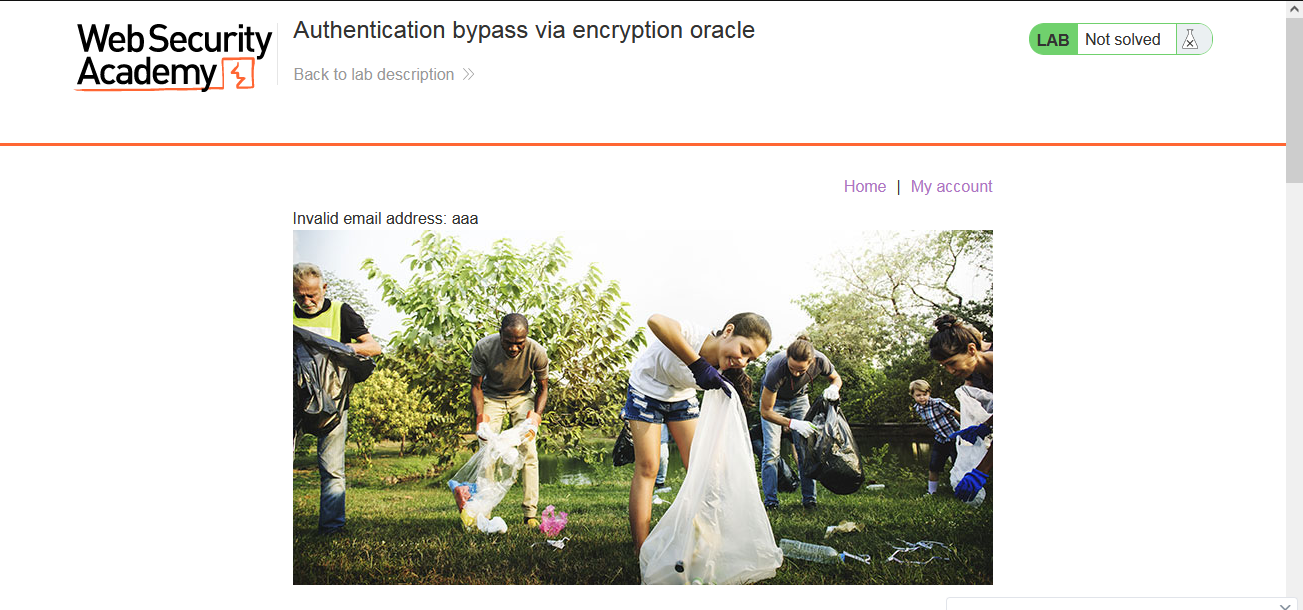 Web Security
Academy
Authentication bypass via encryption oracle
Back to lab description
LAB Not solved
Home | My account
Invalid email address: aaa